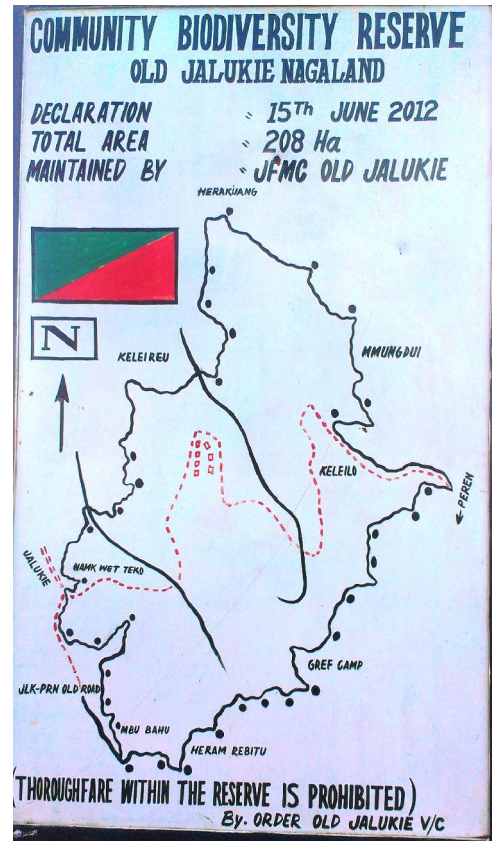 COMMUNITY BIODIVERSITY RESERVE
OLD JALUKIE NAGALAND
DECLARATION " 15Th JUNE 2012
TOTAL AREA " 208 Ha
MAINTAINED BY " JFMC OLD JALUKIE
HERAKUANG
N
KELEIREU
MMUNGDUI
KELEILO
← PEREN
JALUKIE
NAMK WET TEKO
GREF CAMP
JLK-PRN OLD ROAD
MBU BAHU
HERAM REBITU
(THOROUGHFARE WITHIN THE RESERVE IS PROHIBITED)
By. ORDER OLD JALUKIE V/C